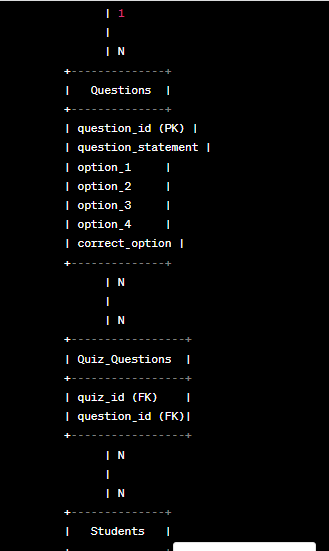 | 1
|
| N
+--------------+
|   Questions  |
+--------------+
| question_id (PK) |
| question_statement |
| option_1     |
| option_2     |
| option_3     |
| option_4     |
| correct_option |
+--------------+
| N
|
| N
+-----------------+
| Quiz_Questions  |
+-----------------+
| quiz_id (FK)    |
| question_id (FK)|
+-----------------+
| N
|
| N
+--------------+
|   Students   |